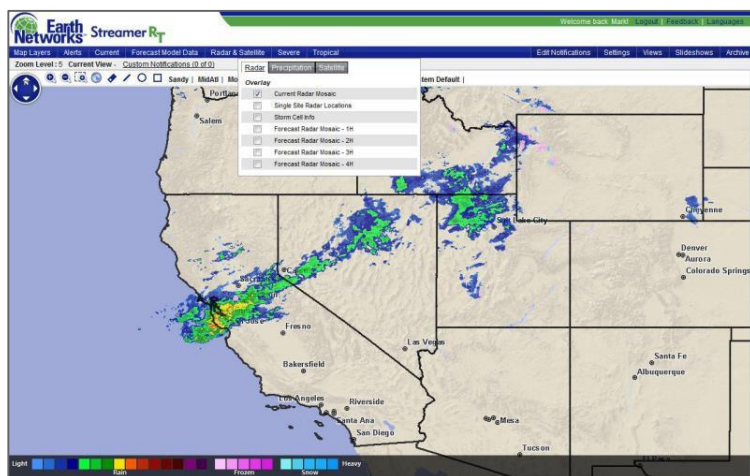 Earth Networks Streamer RT
Welcome back Mark! Logout | Feedback | Languages
Map Layers Alerts Current Forecast Model Data Radar & Satellite Severe Tropical Edit Notifications Settings Views Slideshows Archive
Zoom Level : 5 Current View - Custom Notifications (0 of 0)
Radar Precipitation Satellite
Sandy | MidAtl | Mo
tem Default |
Overlay
Current Radar Mosaic
Single Site Radar Locations
Storm Cell Info
Forecast Radar Mosaic - 1H
Forecast Radar Mosaic - 2H
Forecast Radar Mosaic - 3H
Forecast Radar Mosaic - 4H
Portlan
Salem
Salt Lake City
Cheyenne
Denver
Aurora
Colorado Springs
Fresno
Las Vegas
Bakersfield
Santa Fe
Albuquerque
Los Angeles
Riverside
Santa Ana
Mesa
San Diego
Tucson
Light Heavy
Rain Frozen Snow